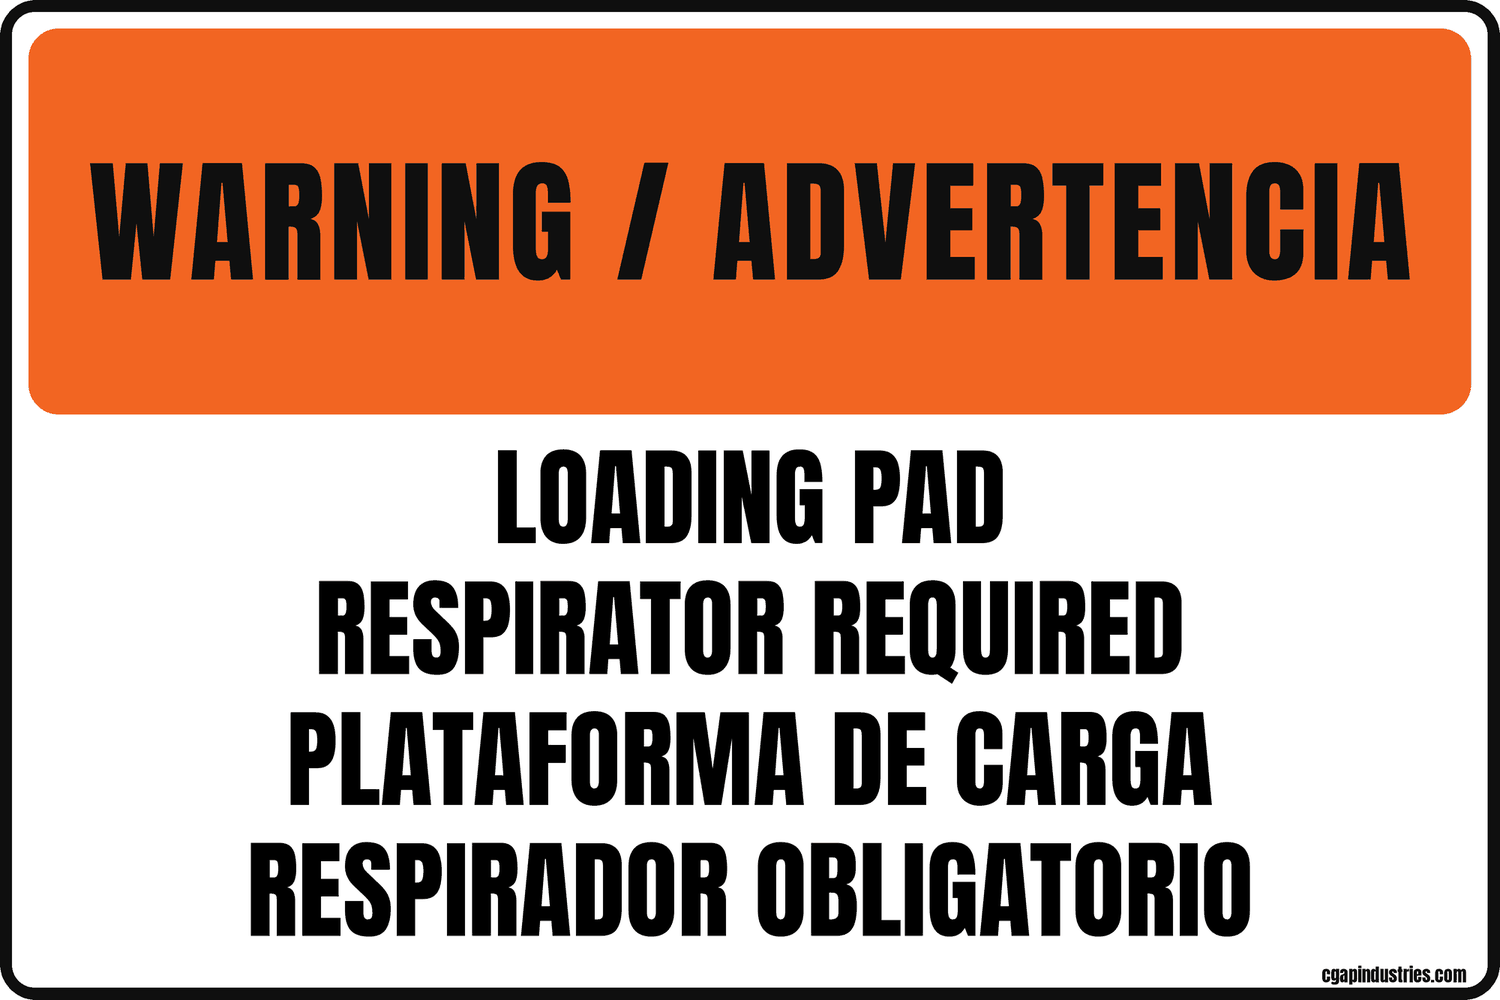 WARNING / ADVERTENCIA
LOADING PAD
RESPIRATOR REQUIRED
PLATAFORMA DE CARGA
RESPIRADOR OBLIGATORIO
cgapindustries.com